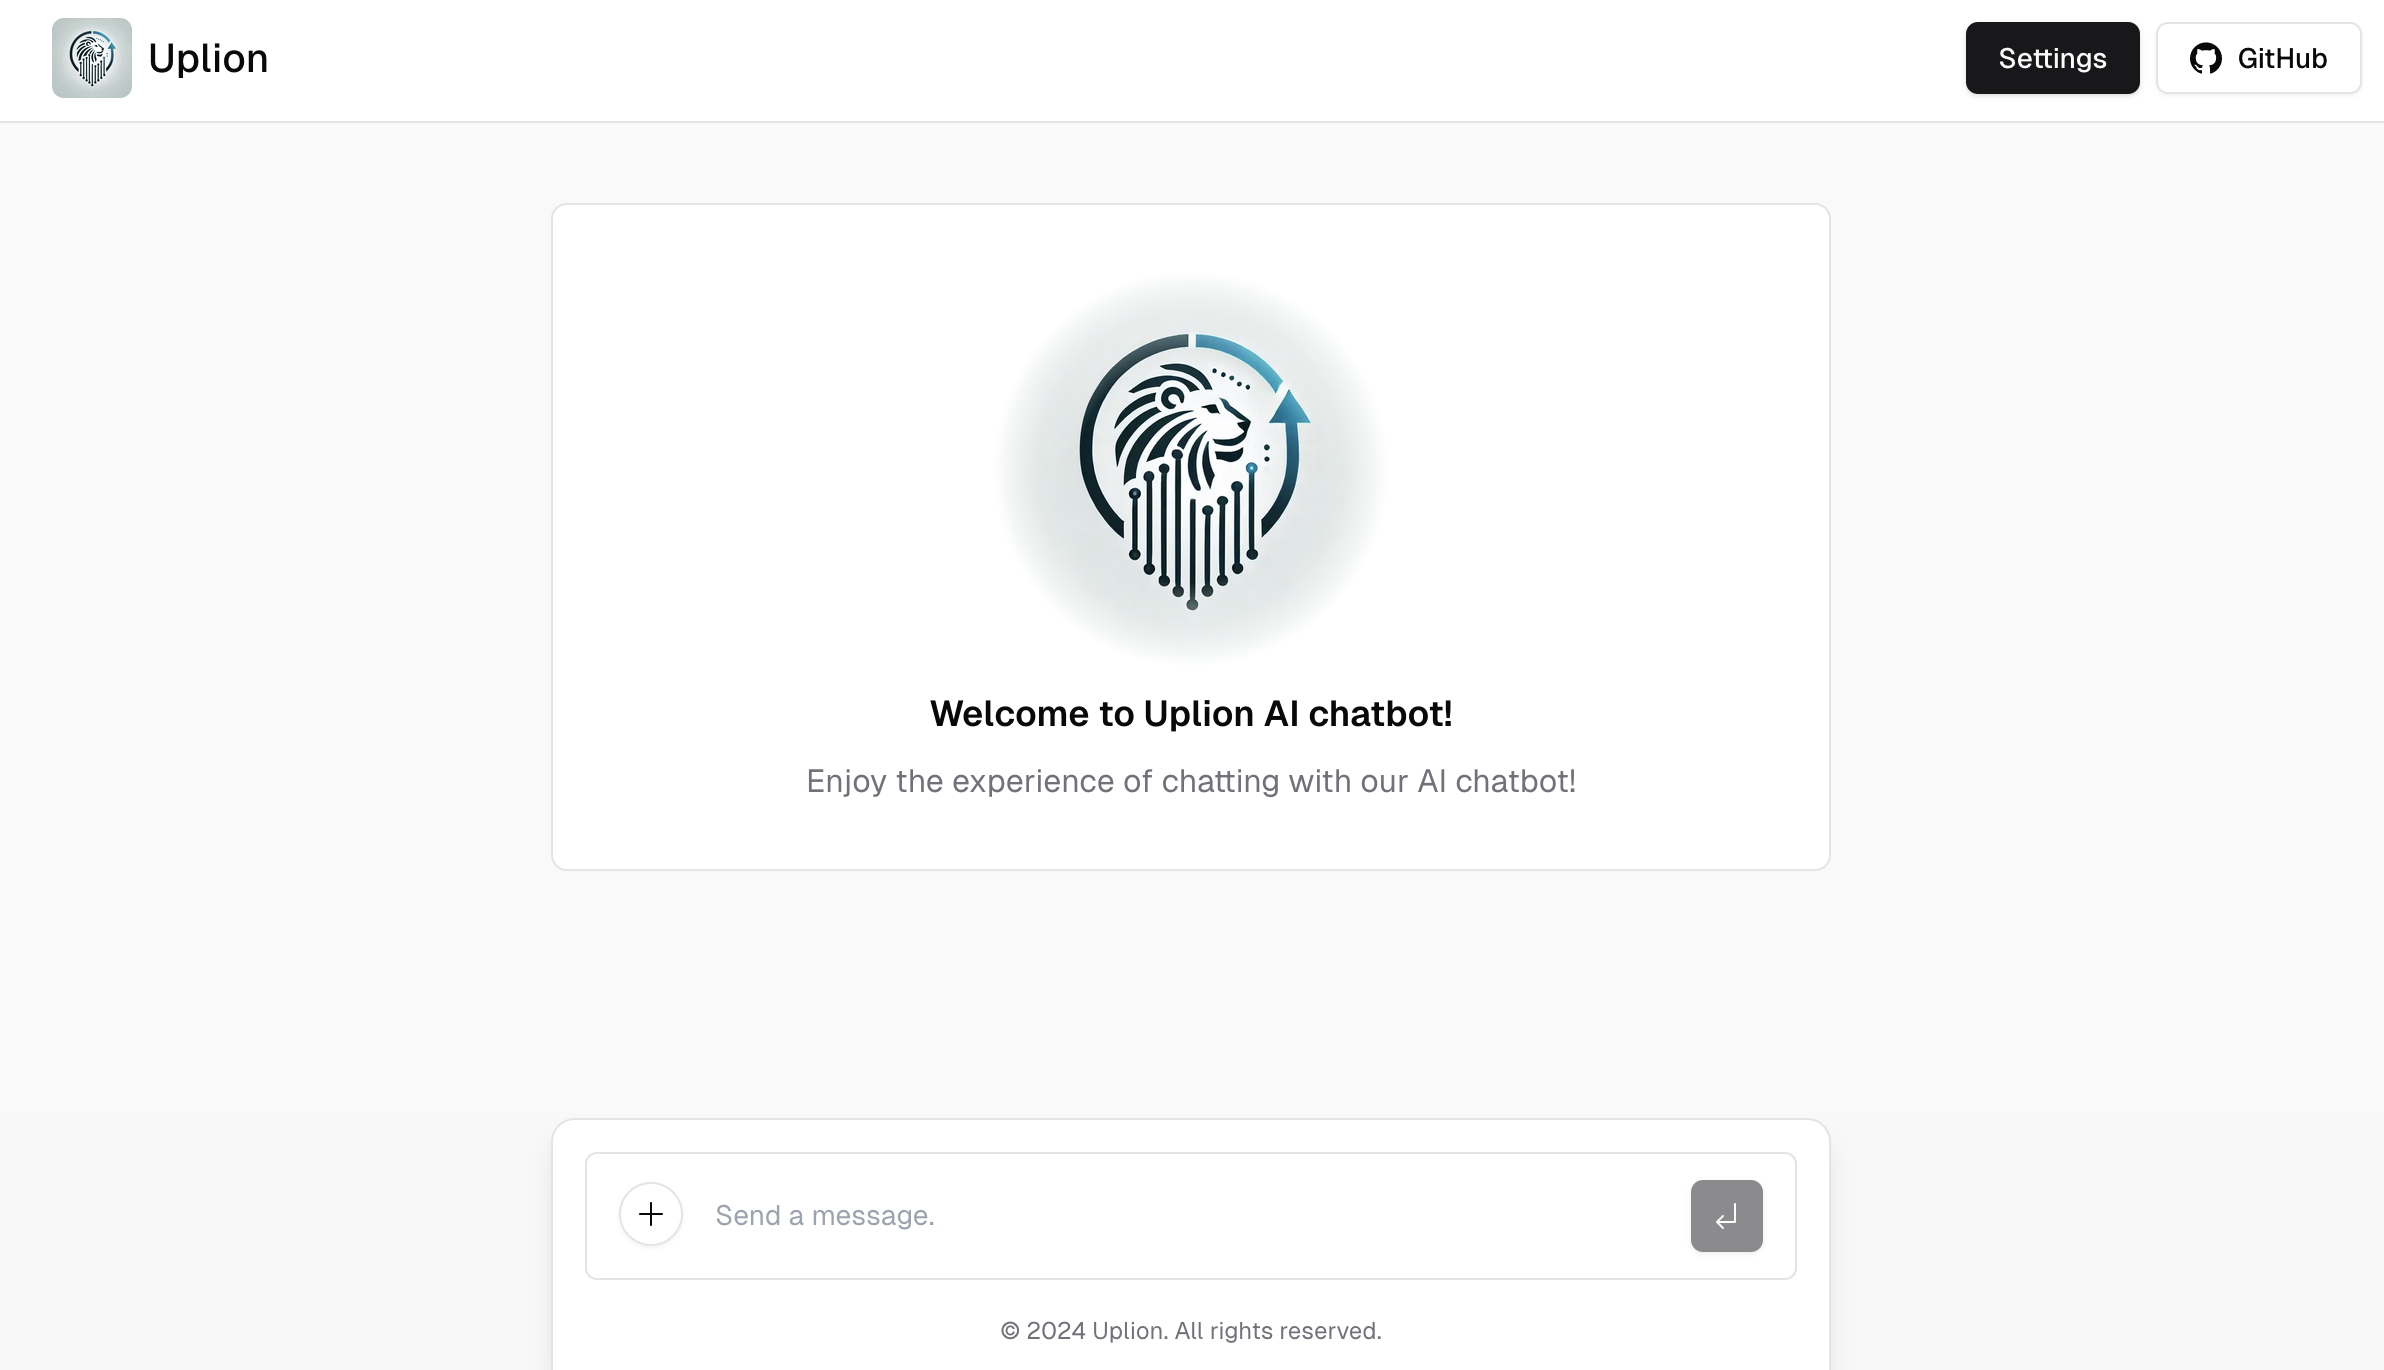 Uplion
Settings
GitHub
Welcome to Uplion AI chatbot!
Enjoy the experience of chatting with our AI chatbot!
Send a message.
© 2024 Uplion. All rights reserved.